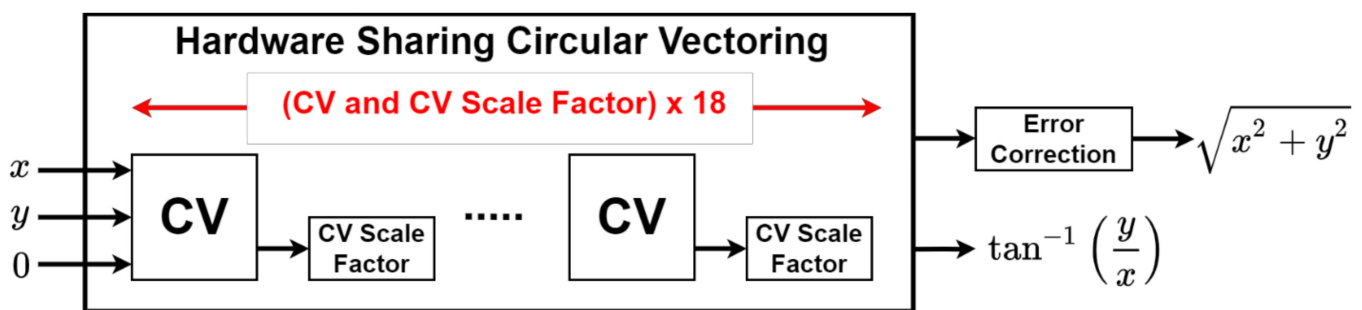 Hardware Sharing Circular Vectoring
(CV and CV Scale Factor) x 18
x
y
0
CV
CV Scale
Factor
.....
CV
CV Scale
Factor
Error
Correction
√(x² + y²)
tan⁻¹ (y/x)